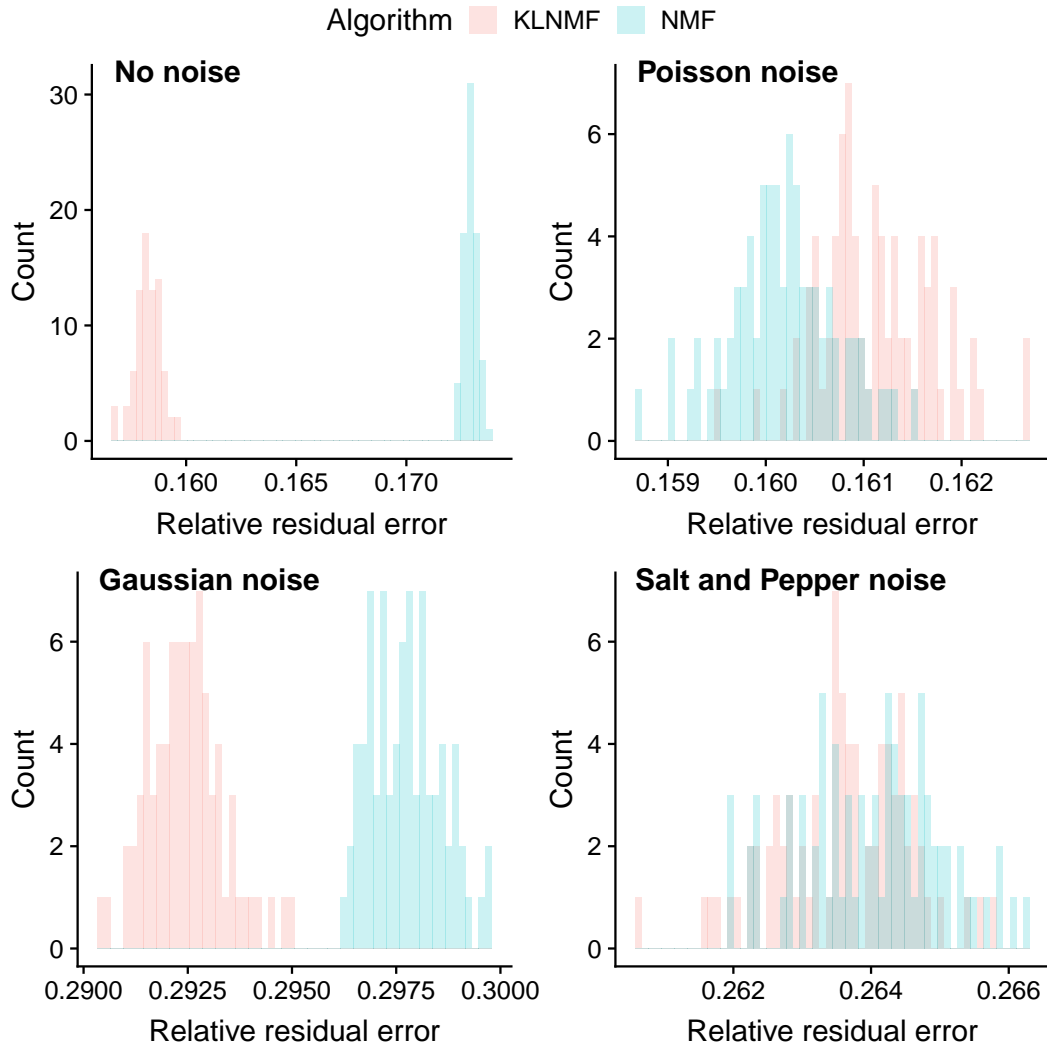 Algorithm KLNMF NMF
No noise
Count
30
20
10
0
0.160 0.165 0.170
Relative residual error
Poisson noise
Count
6
4
2
0
0.159 0.160 0.161 0.162
Relative residual error
Gaussian noise
Count
6
4
2
0
0.2900 0.2925 0.2950 0.2975 0.3000
Relative residual error
Salt and Pepper noise
Count
6
4
2
0
0.262 0.264 0.266
Relative residual error